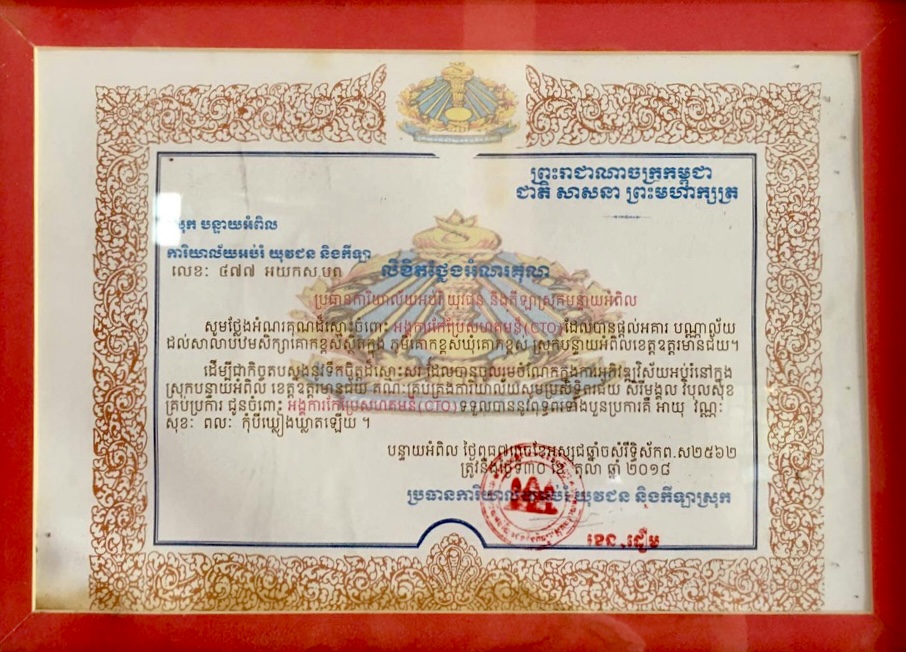 ព្រះរាជាណាចក្រកម្ពុជា
ជាតិ សាសនា ព្រះមហាក្សត្រ
ស្រុក បន្ទាយអំពិល
ការិយាល័យអប់រំ យុវជន និងកីឡា
លេខៈ ៤៧៧ អយកស.បព
លិខិតថ្លែងអំណរគុណ
ប្រធានការិយាល័យអប់រំ យុវជន និងកីឡាស្រុកបន្ទាយអំពិល
សូមថ្លែងអំណរគុណដ៏ស្មោះចំពោះ អង្គការកែប្រែសហគមន៍(CTO)ដែលបានផ្តល់អគារ បណ្ណាល័យ
ដល់សាលាបឋមសិក្សាគោកខ្ពស់ស្ថិតក្នុង ភូមិគោកខ្ពស់ឃុំគោកខ្ពស់ ស្រុកបន្ទាយអំពិលខេត្តឧត្តរមានជ័យ។
ដើម្បីជាកិច្ចតបស្នងនូវទឹកចិត្តដ៏ស្មោះសរ ដែលបានចូលរួមចំណែកក្នុងការអភិវឌ្ឍវិស័យអប់រំនៅក្នុង
ស្រុកបន្ទាយអំពិល ខេត្តឧត្តរមានជ័យ គណៈគ្រប់គ្រងការិយាល័យសូមប្រសិទ្ធិពរជ័យ សិរីមង្គល វិបុលសុខ
គ្រប់ប្រការ ជូនចំពោះ អង្គការកែប្រែសហគមន៍(CTO)ទទួលបាននូវពុទ្ធពរទាំងបួនប្រការគឺ អាយុ វណ្ណៈ
សុខៈ ពលៈ កុំបីឃ្លៀងឃ្លាតឡើយ ។
បន្ទាយអំពិល ថ្ងៃពុធ ខែអស្សុជឆ្នាំចសំរឹទ្ធិស័កព.ស២៥៦២
ត្រូវនឹងថ្ងៃទី៣០ ខែ តុលា ឆាំ ២០១៨
ប្រធានការិយាល័យអប់រំ យុវជន និងកីឡាស្រុក
ខេន ជឿម